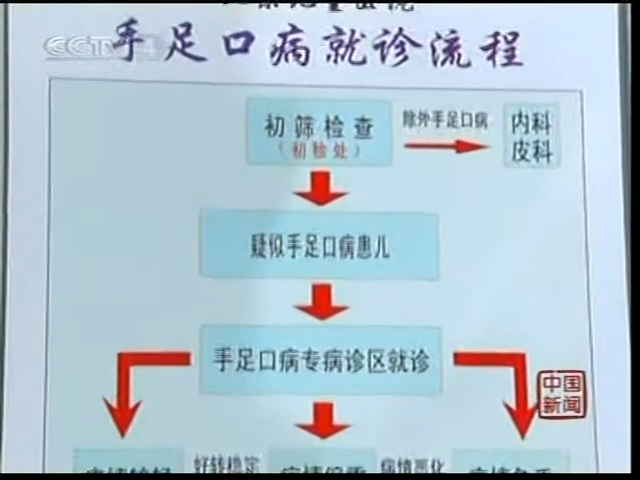 CCTV 4
手足口病就诊流程
初筛检查
（初检处）
除外手足口病
内科
皮科
疑似手足口病患儿
手足口病专病诊区就诊
中国
新闻
好转稳定
病情恶化